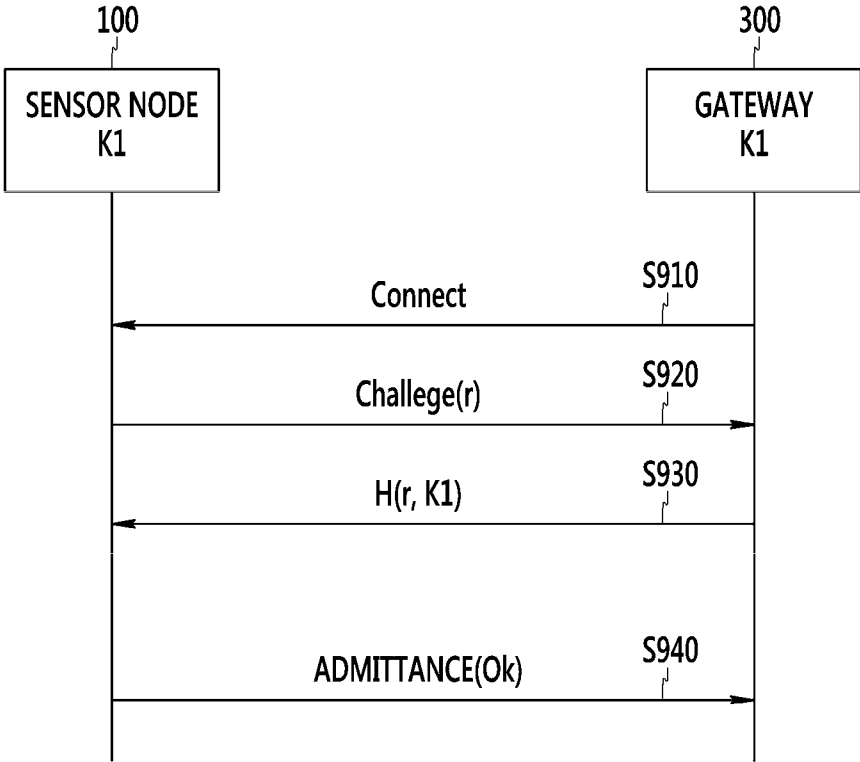 100
300
SENSOR NODE
K1
GATEWAY
K1
S910
Connect
S920
Challege(r)
S930
H(r, K1)
S940
ADMITTANCE(Ok)